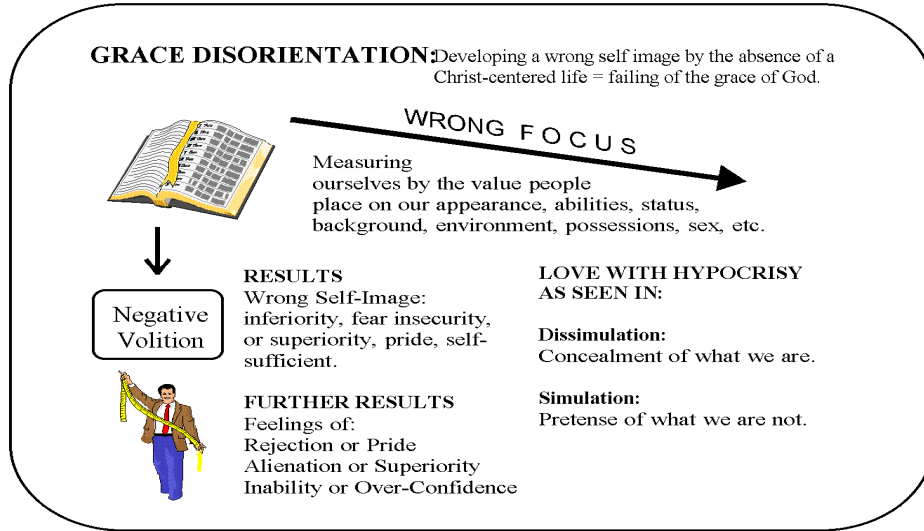 GRACE DISORIENTATION: Developing a wrong self image by the absence of a
Christ-centered life = failing of the grace of God.
WRONG FOCUS
Measuring
ourselves by the value people
place on our appearance, abilities, status,
background, environment, possessions, sex, etc.
Negative
Volition
RESULTS
Wrong Self-Image:
inferiority, fear insecurity,
or superiority, pride, self-
sufficient.
FURTHER RESULTS
Feelings of:
Rejection or Pride
Alienation or Superiority
Inability or Over-Confidence
LOVE WITH HYPOCRISY
AS SEEN IN:
Dissimulation:
Concealment of what we are.
Simulation:
Pretense of what we are not.